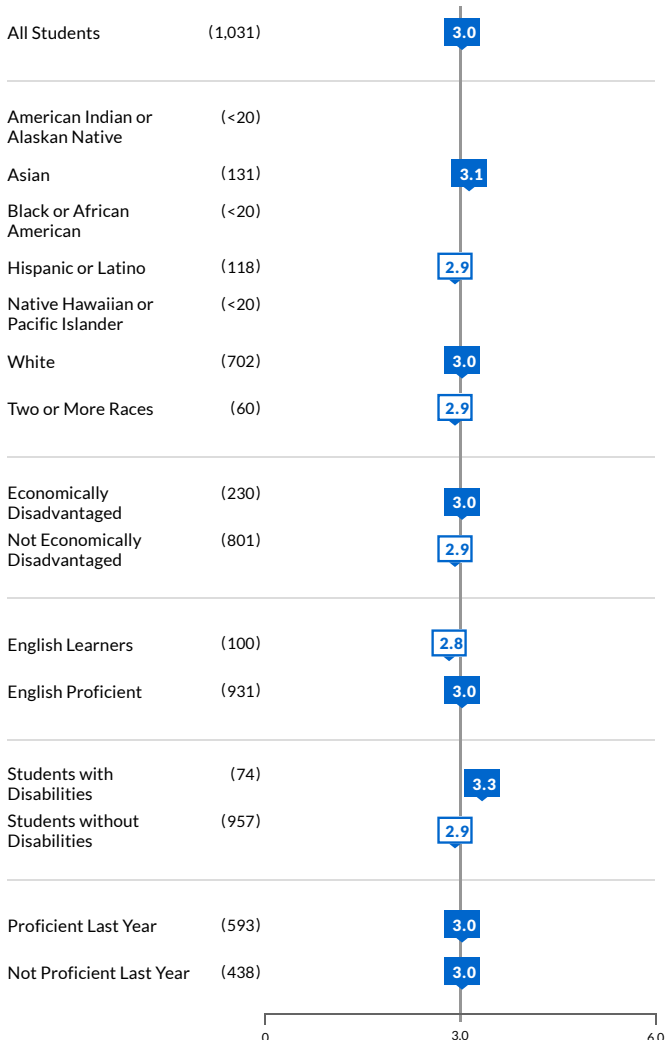 All Students (1,031) 3.0
American Indian or (<20)
Alaskan Native
Asian (131) 3.1
Black or African (<20)
American
Hispanic or Latino (118) 2.9
Native Hawaiian or (<20)
Pacific Islander
White (702) 3.0
Two or More Races (60) 2.9
Economically (230) 3.0
Disadvantaged
Not Economically (801) 2.9
Disadvantaged
English Learners (100) 2.8
English Proficient (931) 3.0
Students with (74) 3.3
Disabilities
Students without (957) 2.9
Disabilities
Proficient Last Year (593) 3.0
Not Proficient Last Year (438) 3.0
0 3.0 6.0